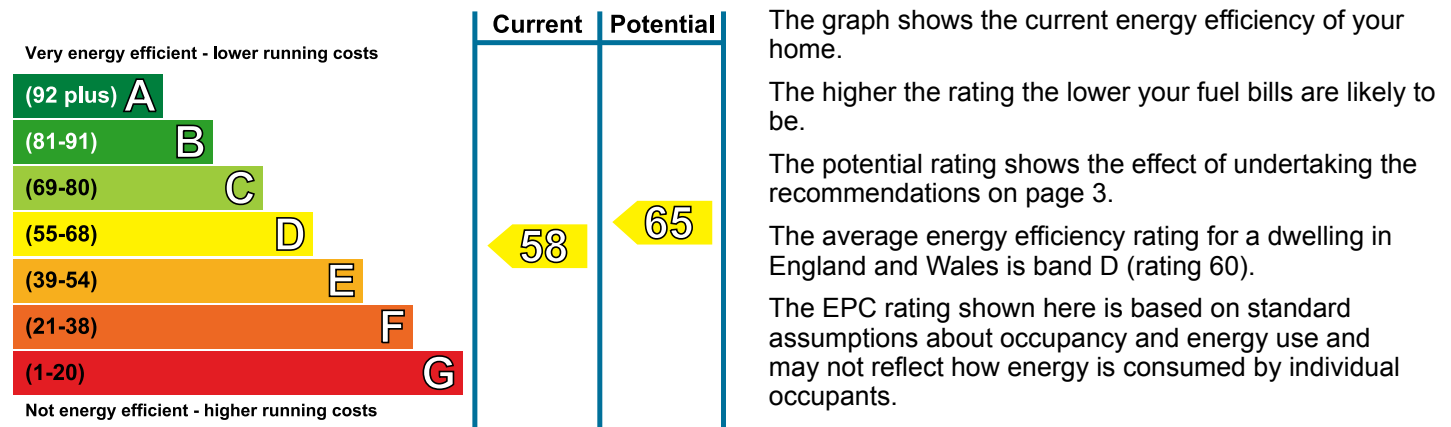 Current Potential
Very energy efficient - lower running costs
(92 plus) A
(81-91) B
(69-80) C
(55-68) D
(39-54) E
(21-38) F
(1-20) G
Not energy efficient - higher running costs
58
65
The graph shows the current energy efficiency of your
home.
The higher the rating the lower your fuel bills are likely to
be.
The potential rating shows the effect of undertaking the
recommendations on page 3.
The average energy efficiency rating for a dwelling in
England and Wales is band D (rating 60).
The EPC rating shown here is based on standard
assumptions about occupancy and energy use and
may not reflect how energy is consumed by individual
occupants.